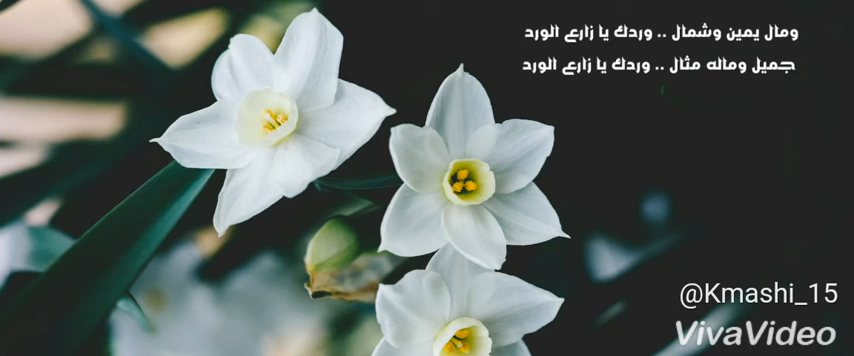 ومال يمين وشمال .. وردك يا زارع الورد
جميل وماله مثال .. وردك يا زارع الورد
@Kmashi_15
VivaVideo